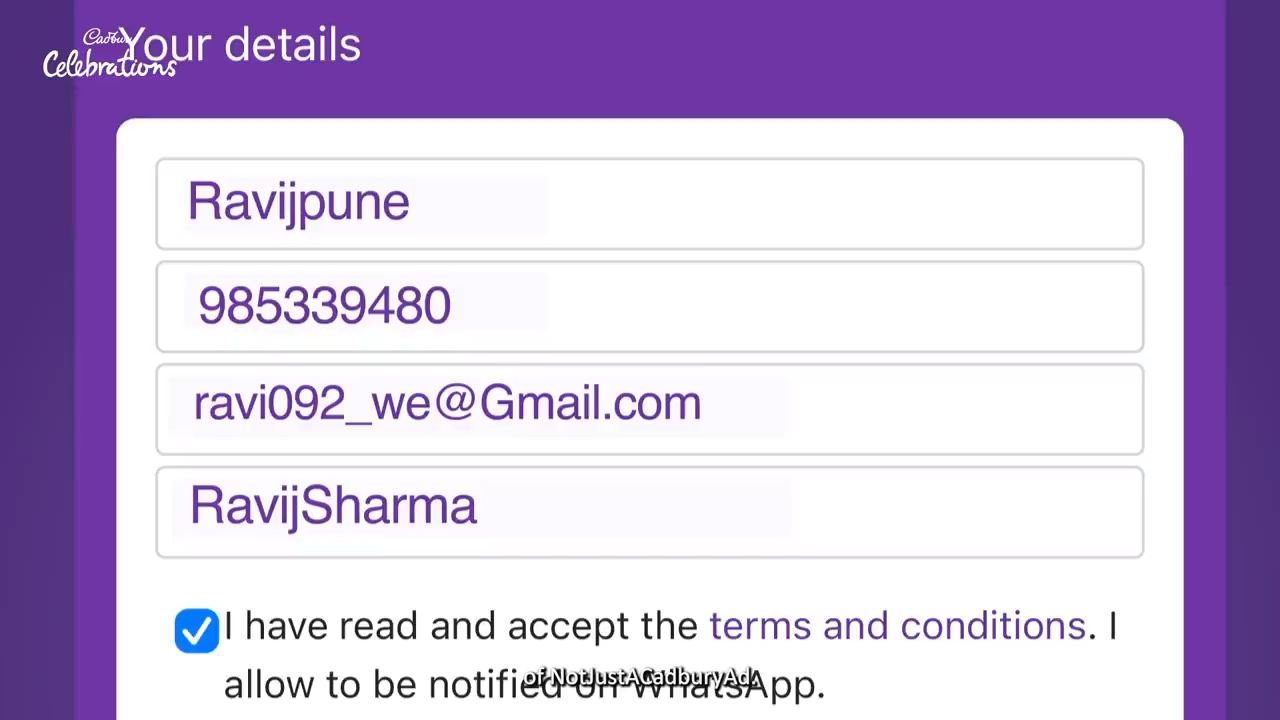 Cadbury
Celebrations
Your details
Ravijpune
985339480
ravi092_we@Gmail.com
RavijSharma
I have read and accept the terms and conditions. I
allow to be notified on WhatsApp.
of NotJustACadburyAd.